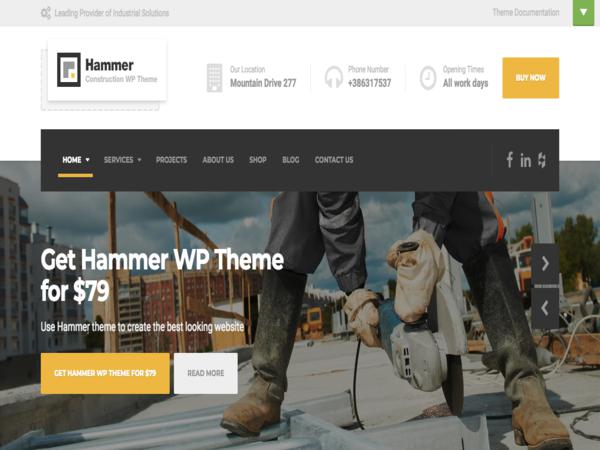 Leading Provider of Industrial Solutions
Theme Documentation
Hammer
Construction WP Theme
Our Location
Mountain Drive 277
Phone Number
+386317537
Opening Times
All work days
BUY NOW
HOME
SERVICES
PROJECTS
ABOUT US
SHOP
BLOG
CONTACT US
Get Hammer WP Theme
for $79
Use Hammer theme to create the best looking website
GET HAMMER WP THEME FOR $79
READ MORE